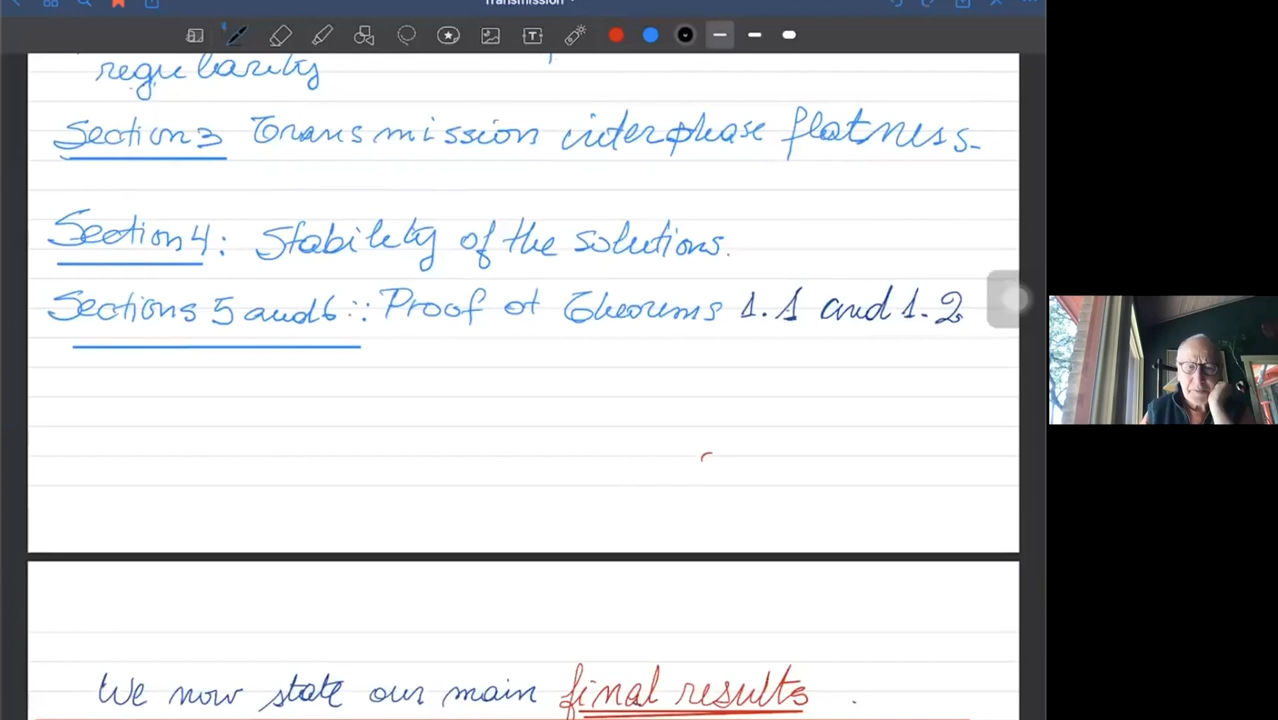 Transmission
regularity
Section 3 Transmission interphase flatness.
Section 4: Stability of the solutions.
Sections 5 and 6: Proof of Theorems 1.1 and 1.2
We now state our main final results.